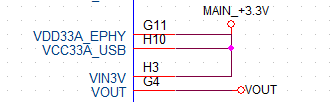 G11 MAIN_+3.3V
VDD33A_EPHY H10
VCC33A_USB
VIN3V H3
VOUT G4 VOUT